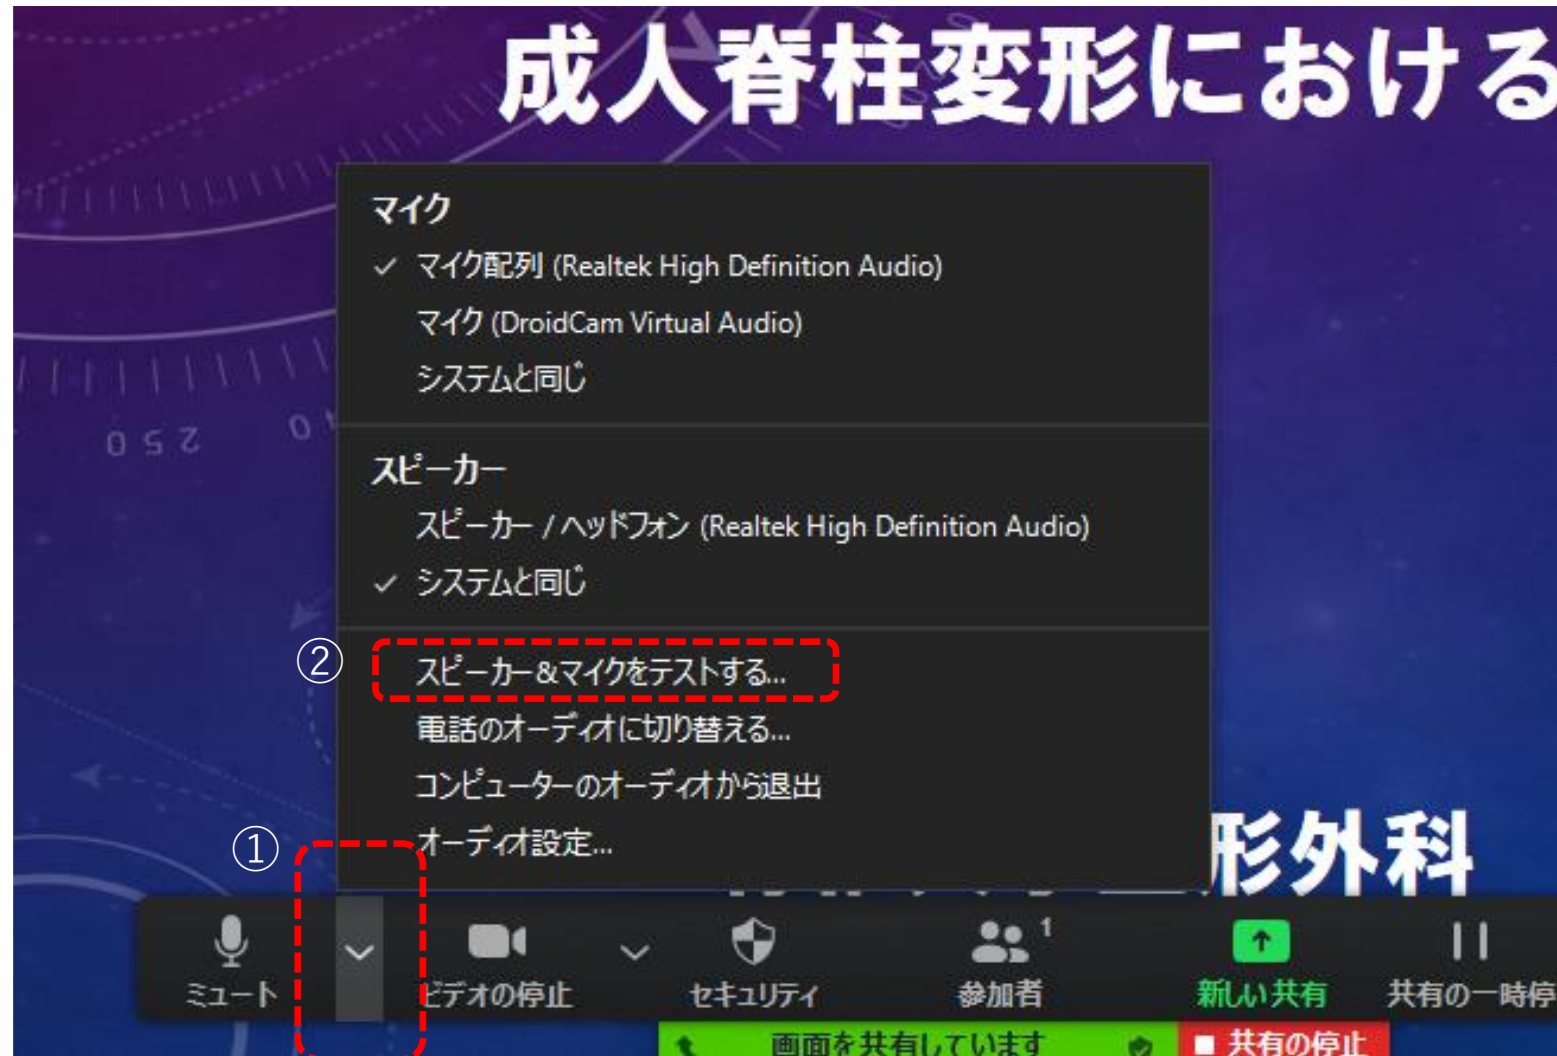 成人脊柱変形における
マイク
マイク配列 (Realtek High Definition Audio)
マイク (DroidCam Virtual Audio)
システムと同じ
250
スピーカー
スピーカー / ヘッドフォン (Realtek High Definition Audio)
システムと同じ
② スピーカー&マイクをテストする...
電話のオーディオに切り替える...
コンピューターのオーディオから退出
① オーディオ設定...
形外科
1
ミュート ビデオの停止 セキュリティ 参加者 新しい共有 共有の一時停
画面を共有しています 共有の停止